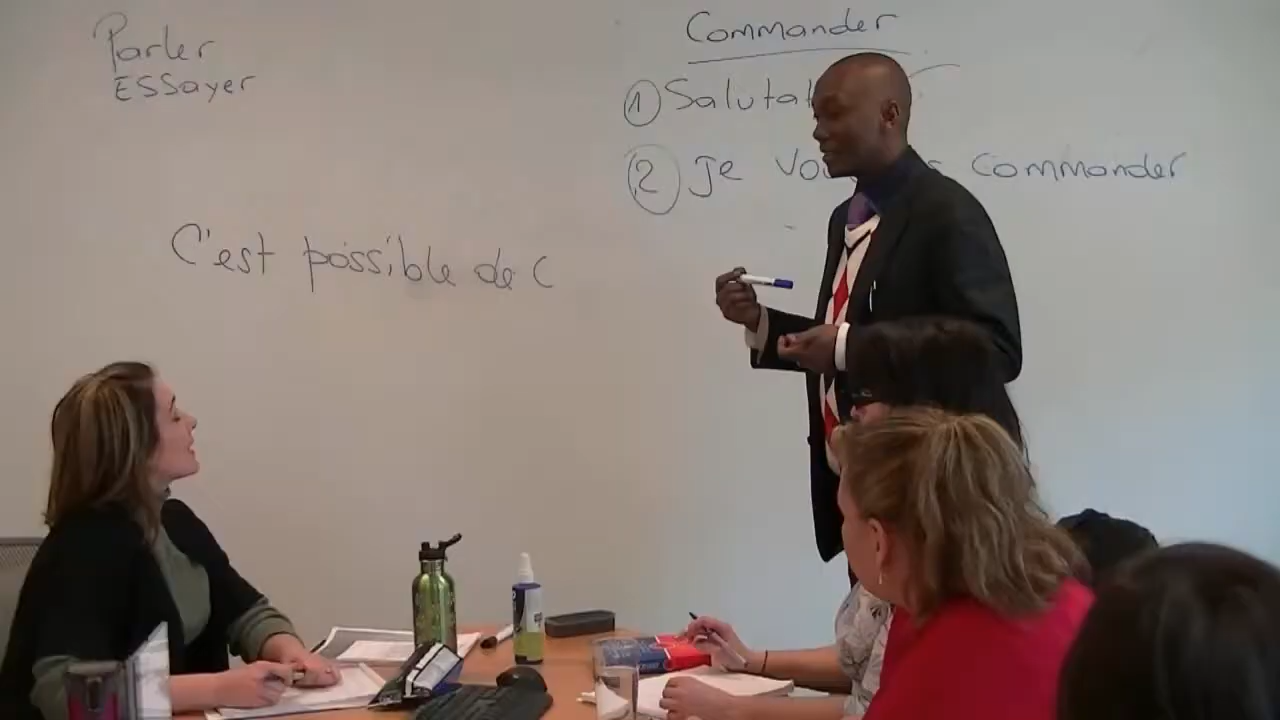 Parler
ESSayer
Commander
① Salutat
② Je vou s commander
C'est possible de C